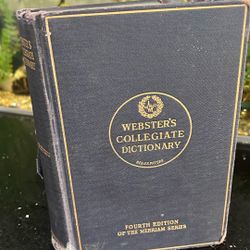 WEBSTER'S
COLLEGIATE
DICTIONARY
FOURTH EDITION
OF THE MERRIAM SERIES